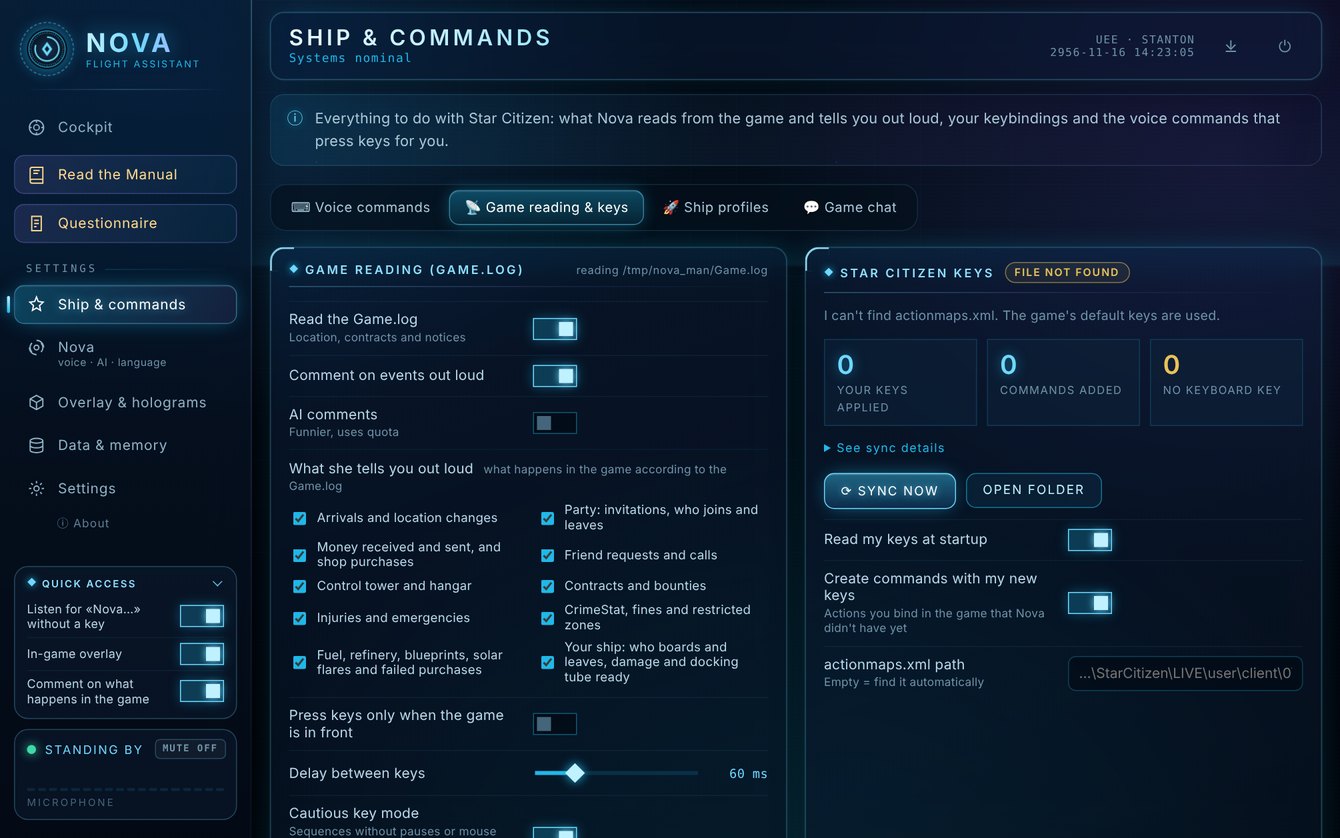 NOVA
FLIGHT ASSISTANT
Cockpit
Read the Manual
Questionnaire
SETTINGS
Ship & commands
Nova
voice · AI · language
Overlay & holograms
Data & memory
Settings
ⓘ About
QUICK ACCESS
Listen for «Nova...»
without a key
In-game overlay
Comment on what
happens in the game
STANDING BY
MUTE OFF
MICROPHONE
SHIP & COMMANDS
Systems nominal
UEE · STANTON
2956-11-16 14:23:05
Everything to do with Star Citizen: what Nova reads from the game and tells you out loud, your keybindings and the voice commands that
press keys for you.
Voice commands
Game reading & keys
Ship profiles
Game chat
GAME READING (GAME.LOG)
reading /tmp/nova_man/Game.log
Read the Game.log
Location, contracts and notices
Comment on events out loud
AI comments
Funnier, uses quota
What she tells you out loud what happens in the game according to the
Game.log
Arrivals and location changes
Party: invitations, who joins and
leaves
Money received and sent, and
shop purchases
Friend requests and calls
Control tower and hangar
Contracts and bounties
Injuries and emergencies
CrimeStat, fines and restricted
zones
Fuel, refinery, blueprints, solar
flares and failed purchases
Your ship: who boards and
leaves, damage and docking
tube ready
Press keys only when the game
is in front
Delay between keys
60 ms
Cautious key mode
Sequences without pauses or mouse
STAR CITIZEN KEYS
FILE NOT FOUND
I can't find actionmaps.xml. The game's default keys are used.
0
YOUR KEYS
APPLIED
0
COMMANDS ADDED
0
NO KEYBOARD KEY
See sync details
⟳ SYNC NOW
OPEN FOLDER
Read my keys at startup
Create commands with my new
keys
Actions you bind in the game that Nova
didn't have yet
actionmaps.xml path
Empty = find it automatically
...\StarCitizen\LIVE\user\client\0